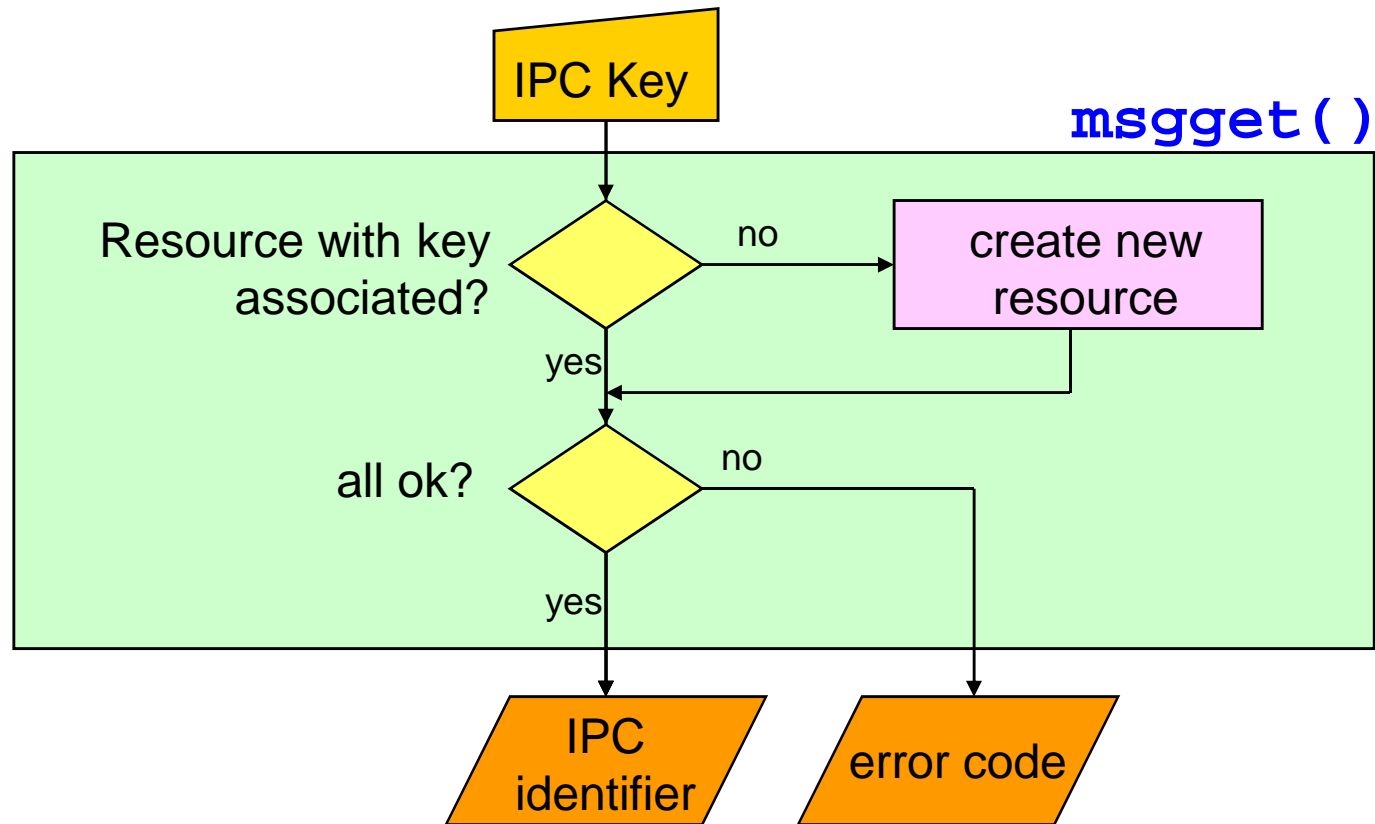 IPC Key
msgget()
Resource with key
associated?
no
create new
resource
yes
all ok?
no
yes
IPC
identifier
error code